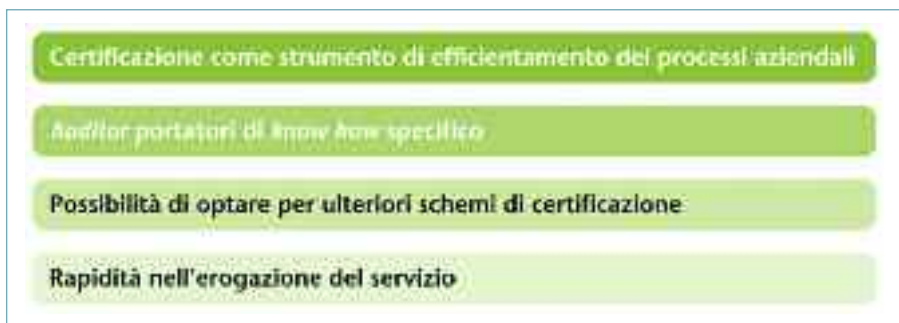 Certificazione come strumento di efficientamento dei processi aziendali
Auditor portatori di know how specifico
Possibilità di optare per ulteriori schemi di certificazione
Rapidità nell'erogazione del servizio